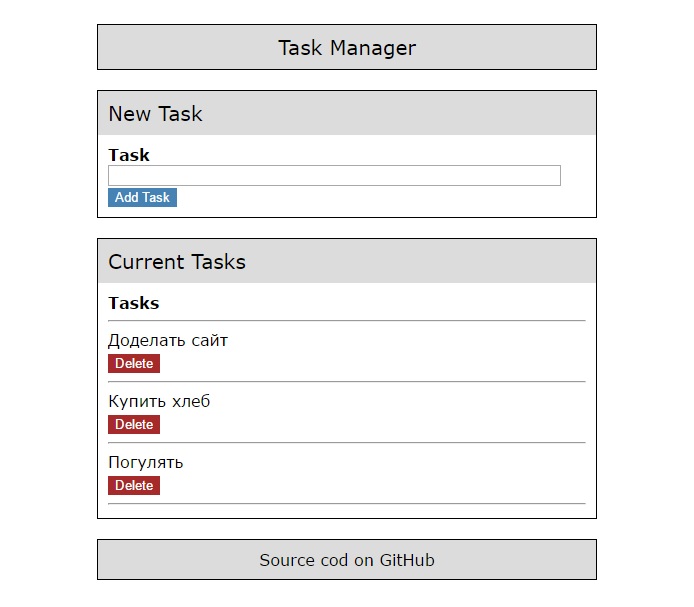 Task Manager
New Task
Task
Add Task
Current Tasks
Tasks
Доделать сайт
Delete
Купить хлеб
Delete
Погулять
Delete
Source cod on GitHub